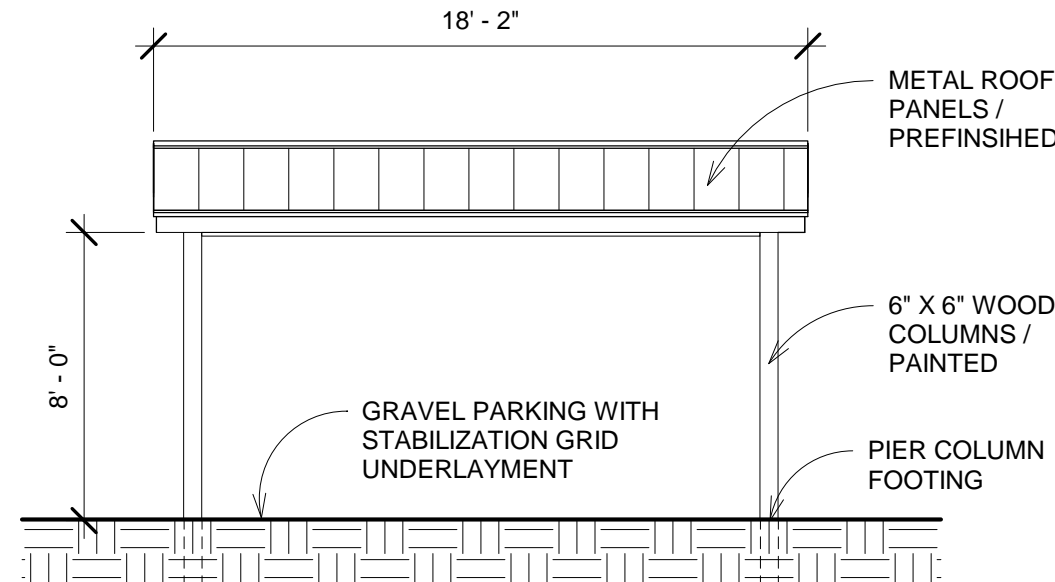 18' - 2"
METAL ROOF
PANELS /
PREFINSIHED
8' - 0"
6" X 6" WOOD
COLUMNS /
PAINTED
GRAVEL PARKING WITH
STABILIZATION GRID
UNDERLAYMENT
PIER COLUMN
FOOTING